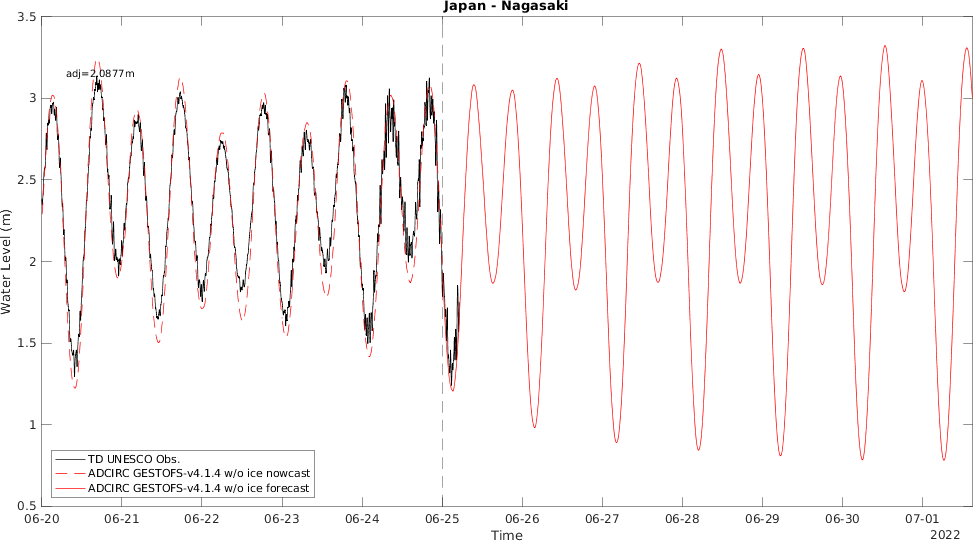 Japan - Nagasaki
adj=2.0877m
3.5
3
2.5
2
1.5
1
0.5
Water Level (m)
TD UNESCO Obs.
ADCIRC GESTOFS-v4.1.4 w/o ice nowcast
ADCIRC GESTOFS-v4.1.4 w/o ice forecast
06-20 06-21 06-22 06-23 06-24 06-25 06-26 06-27 06-28 06-29 06-30 07-01
2022
Time